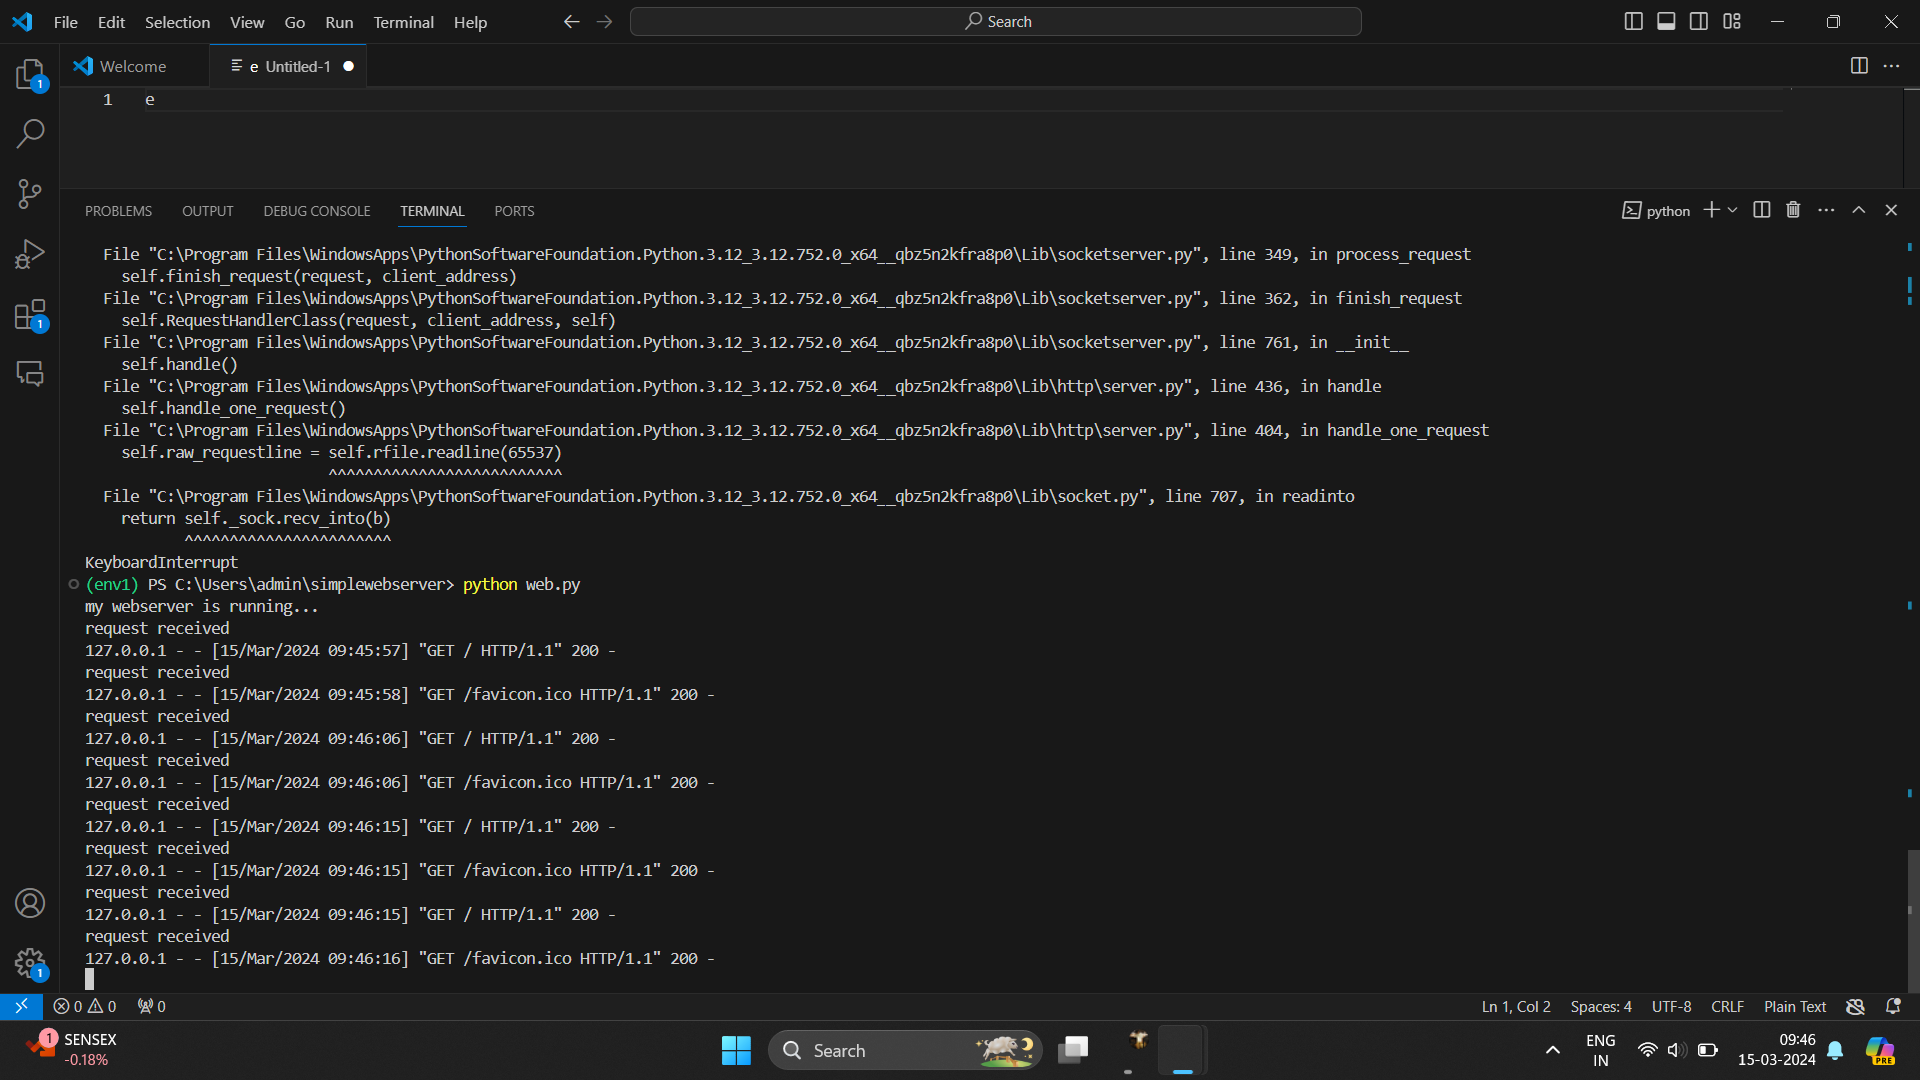 File Edit Selection View Go Run Terminal Help
Search
Welcome
e Untitled-1
1 e
1
PROBLEMS OUTPUT DEBUG CONSOLE TERMINAL PORTS
python
File "C:\Program Files\WindowsApps\PythonSoftwareFoundation.Python.3.12_3.12.752.0_x64__qbz5n2kfra8p0\Lib\socketserver.py", line 349, in process_request
self.finish_request(request, client_address)
File "C:\Program Files\WindowsApps\PythonSoftwareFoundation.Python.3.12_3.12.752.0_x64__qbz5n2kfra8p0\Lib\socketserver.py", line 362, in finish_request
self.RequestHandlerClass(request, client_address, self)
1
File "C:\Program Files\WindowsApps\PythonSoftwareFoundation.Python.3.12_3.12.752.0_x64__qbz5n2kfra8p0\Lib\socketserver.py", line 761, in __init__
self.handle()
File "C:\Program Files\WindowsApps\PythonSoftwareFoundation.Python.3.12_3.12.752.0_x64__qbz5n2kfra8p0\Lib\http\server.py", line 436, in handle
self.handle_one_request()
File "C:\Program Files\WindowsApps\PythonSoftwareFoundation.Python.3.12_3.12.752.0_x64__qbz5n2kfra8p0\Lib\http\server.py", line 404, in handle_one_request
self.raw_requestline = self.rfile.readline(65537)
^^^^^^^^^^^^^^^^^^^^^^^^^^
File "C:\Program Files\WindowsApps\PythonSoftwareFoundation.Python.3.12_3.12.752.0_x64__qbz5n2kfra8p0\Lib\socket.py", line 707, in readinto
return self._sock.recv_into(b)
^^^^^^^^^^^^^^^^^^^^^^^
KeyboardInterrupt
(env1) PS C:\Users\admin\simplewebserver> python web.py
my webserver is running...
request received
127.0.0.1 - - [15/Mar/2024 09:45:57] "GET / HTTP/1.1" 200 -
request received
127.0.0.1 - - [15/Mar/2024 09:45:58] "GET /favicon.ico HTTP/1.1" 200 -
request received
127.0.0.1 - - [15/Mar/2024 09:46:06] "GET / HTTP/1.1" 200 -
request received
127.0.0.1 - - [15/Mar/2024 09:46:06] "GET /favicon.ico HTTP/1.1" 200 -
request received
127.0.0.1 - - [15/Mar/2024 09:46:15] "GET / HTTP/1.1" 200 -
request received
127.0.0.1 - - [15/Mar/2024 09:46:15] "GET /favicon.ico HTTP/1.1" 200 -
request received
127.0.0.1 - - [15/Mar/2024 09:46:15] "GET / HTTP/1.1" 200 -
request received
127.0.0.1 - - [15/Mar/2024 09:46:16] "GET /favicon.ico HTTP/1.1" 200 -
1
0 0 0
Ln 1, Col 2 Spaces: 4 UTF-8 CRLF Plain Text
1 SENSEX
-0.18%
Search
ENG
IN
09:46
15-03-2024
PRE